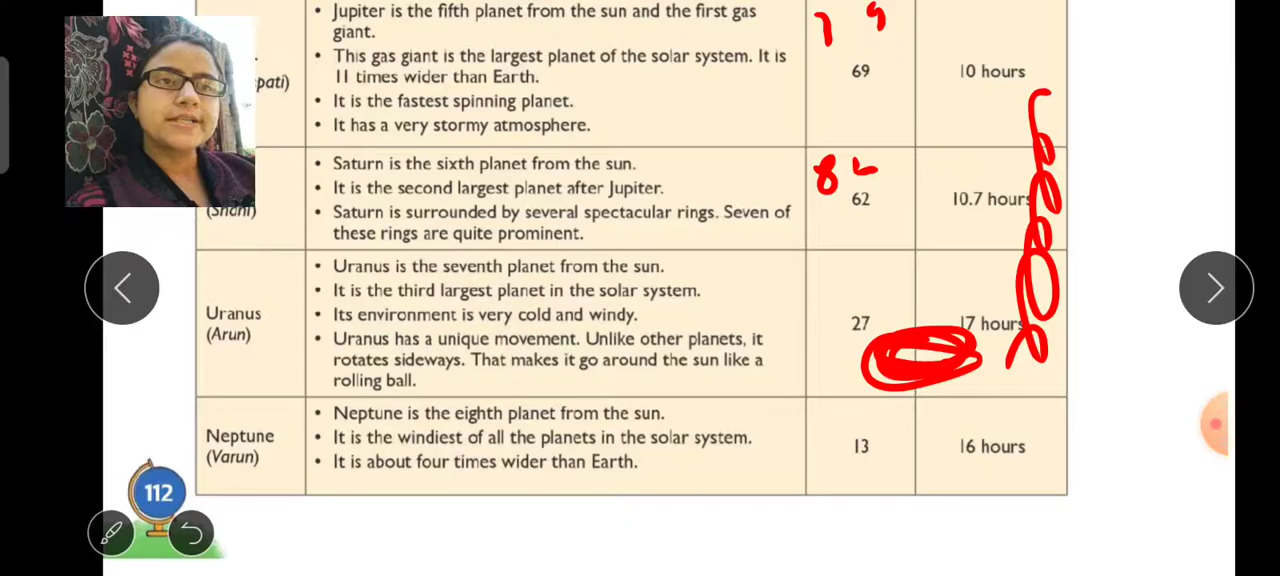 • Jupiter is the fifth planet from the sun and the first gas
giant.
• This gas giant is the largest planet of the solar system. It is
11 times wider than Earth.
• It is the fastest spinning planet.
• It has a very stormy atmosphere.
pati)
69
10 hours
• Saturn is the sixth planet from the sun.
• It is the second largest planet after Jupiter.
• Saturn is surrounded by several spectacular rings. Seven of
these rings are quite prominent.
(Shani)
8
62
10.7 hours
Uranus
(Arun)
• Uranus is the seventh planet from the sun.
• It is the third largest planet in the solar system.
• Its environment is very cold and windy.
• Uranus has a unique movement. Unlike other planets, it
rotates sideways. That makes it go around the sun like a
rolling ball.
27
17 hours
Neptune
(Varun)
• Neptune is the eighth planet from the sun.
• It is the windiest of all the planets in the solar system.
• It is about four times wider than Earth.
13
16 hours
112